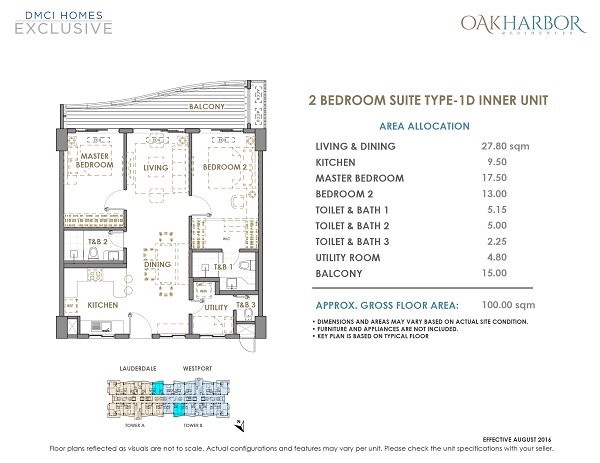 DMCI HOMES
EXCLUSIVE
OAKHARBOR
RESIDENCES
2 BEDROOM SUITE TYPE-1D INNER UNIT
AREA ALLOCATION
LIVING & DINING 27.80 sqm
KITCHEN 9.50
MASTER BEDROOM 17.50
BEDROOM 2 13.00
TOILET & BATH 1 5.15
TOILET & BATH 2 5.00
TOILET & BATH 3 2.25
UTILITY ROOM 4.80
BALCONY 15.00
APPROX. GROSS FLOOR AREA: 100.00 sqm
• DIMENSIONS AND AREAS MAY VARY BASED ON ACTUAL SITE CONDITION.
• FURNITURE AND APPLIANCES ARE NOT INCLUDED.
• KEY PLAN IS BASED ON TYPICAL FLOOR
BALCONY
MASTER
BEDROOM
LIVING
BEDROOM 2
WIC
T&B 2
DINING
T&B 1
KITCHEN
UTILITY
T&B 3
LAUDERDALE WESTPORT
TOWER A TOWER B
N
EFFECTIVE AUGUST 2016
Floor plans reflected as visuals are not to scale. Actual configurations and features may vary per unit. Please check the unit specifications with your seller.